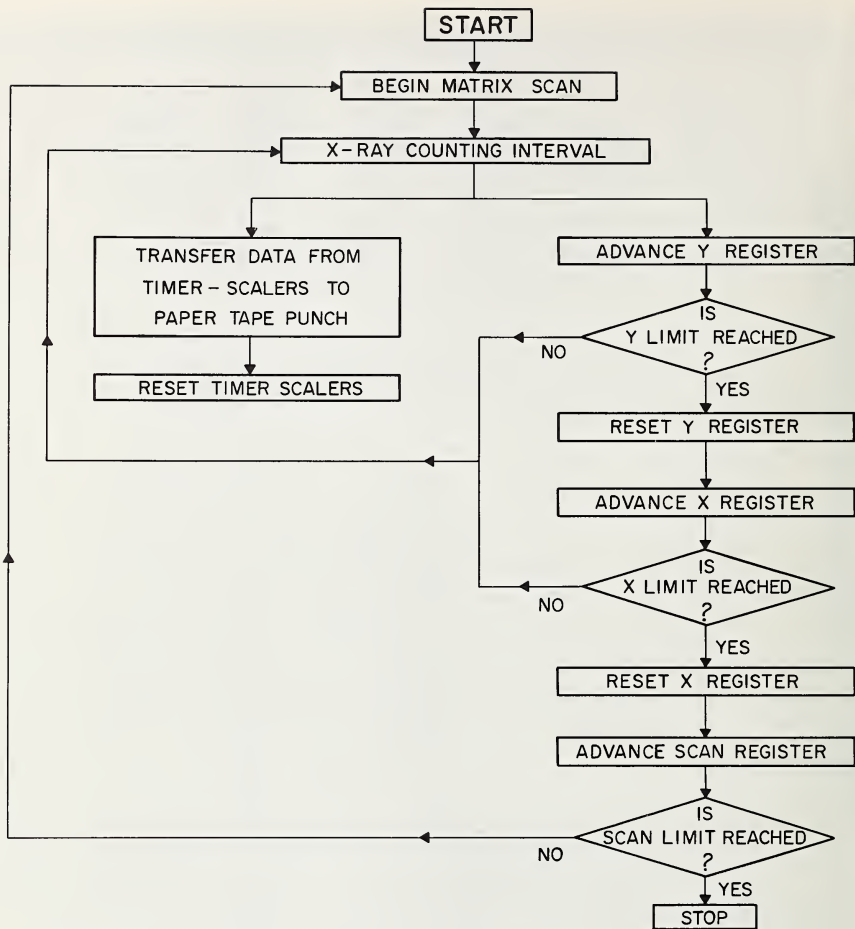 START
BEGIN MATRIX SCAN
X-RAY COUNTING INTERVAL
TRANSFER DATA FROM
TIMER-SCALERS TO
PAPER TAPE PUNCH
RESET TIMER SCALERS
ADVANCE Y REGISTER
IS
Y LIMIT REACHED
?
NO
YES
RESET Y REGISTER
ADVANCE X REGISTER
IS
X LIMIT REACHED
?
NO
YES
RESET X REGISTER
ADVANCE SCAN REGISTER
IS
SCAN LIMIT REACHED
?
NO
YES
STOP